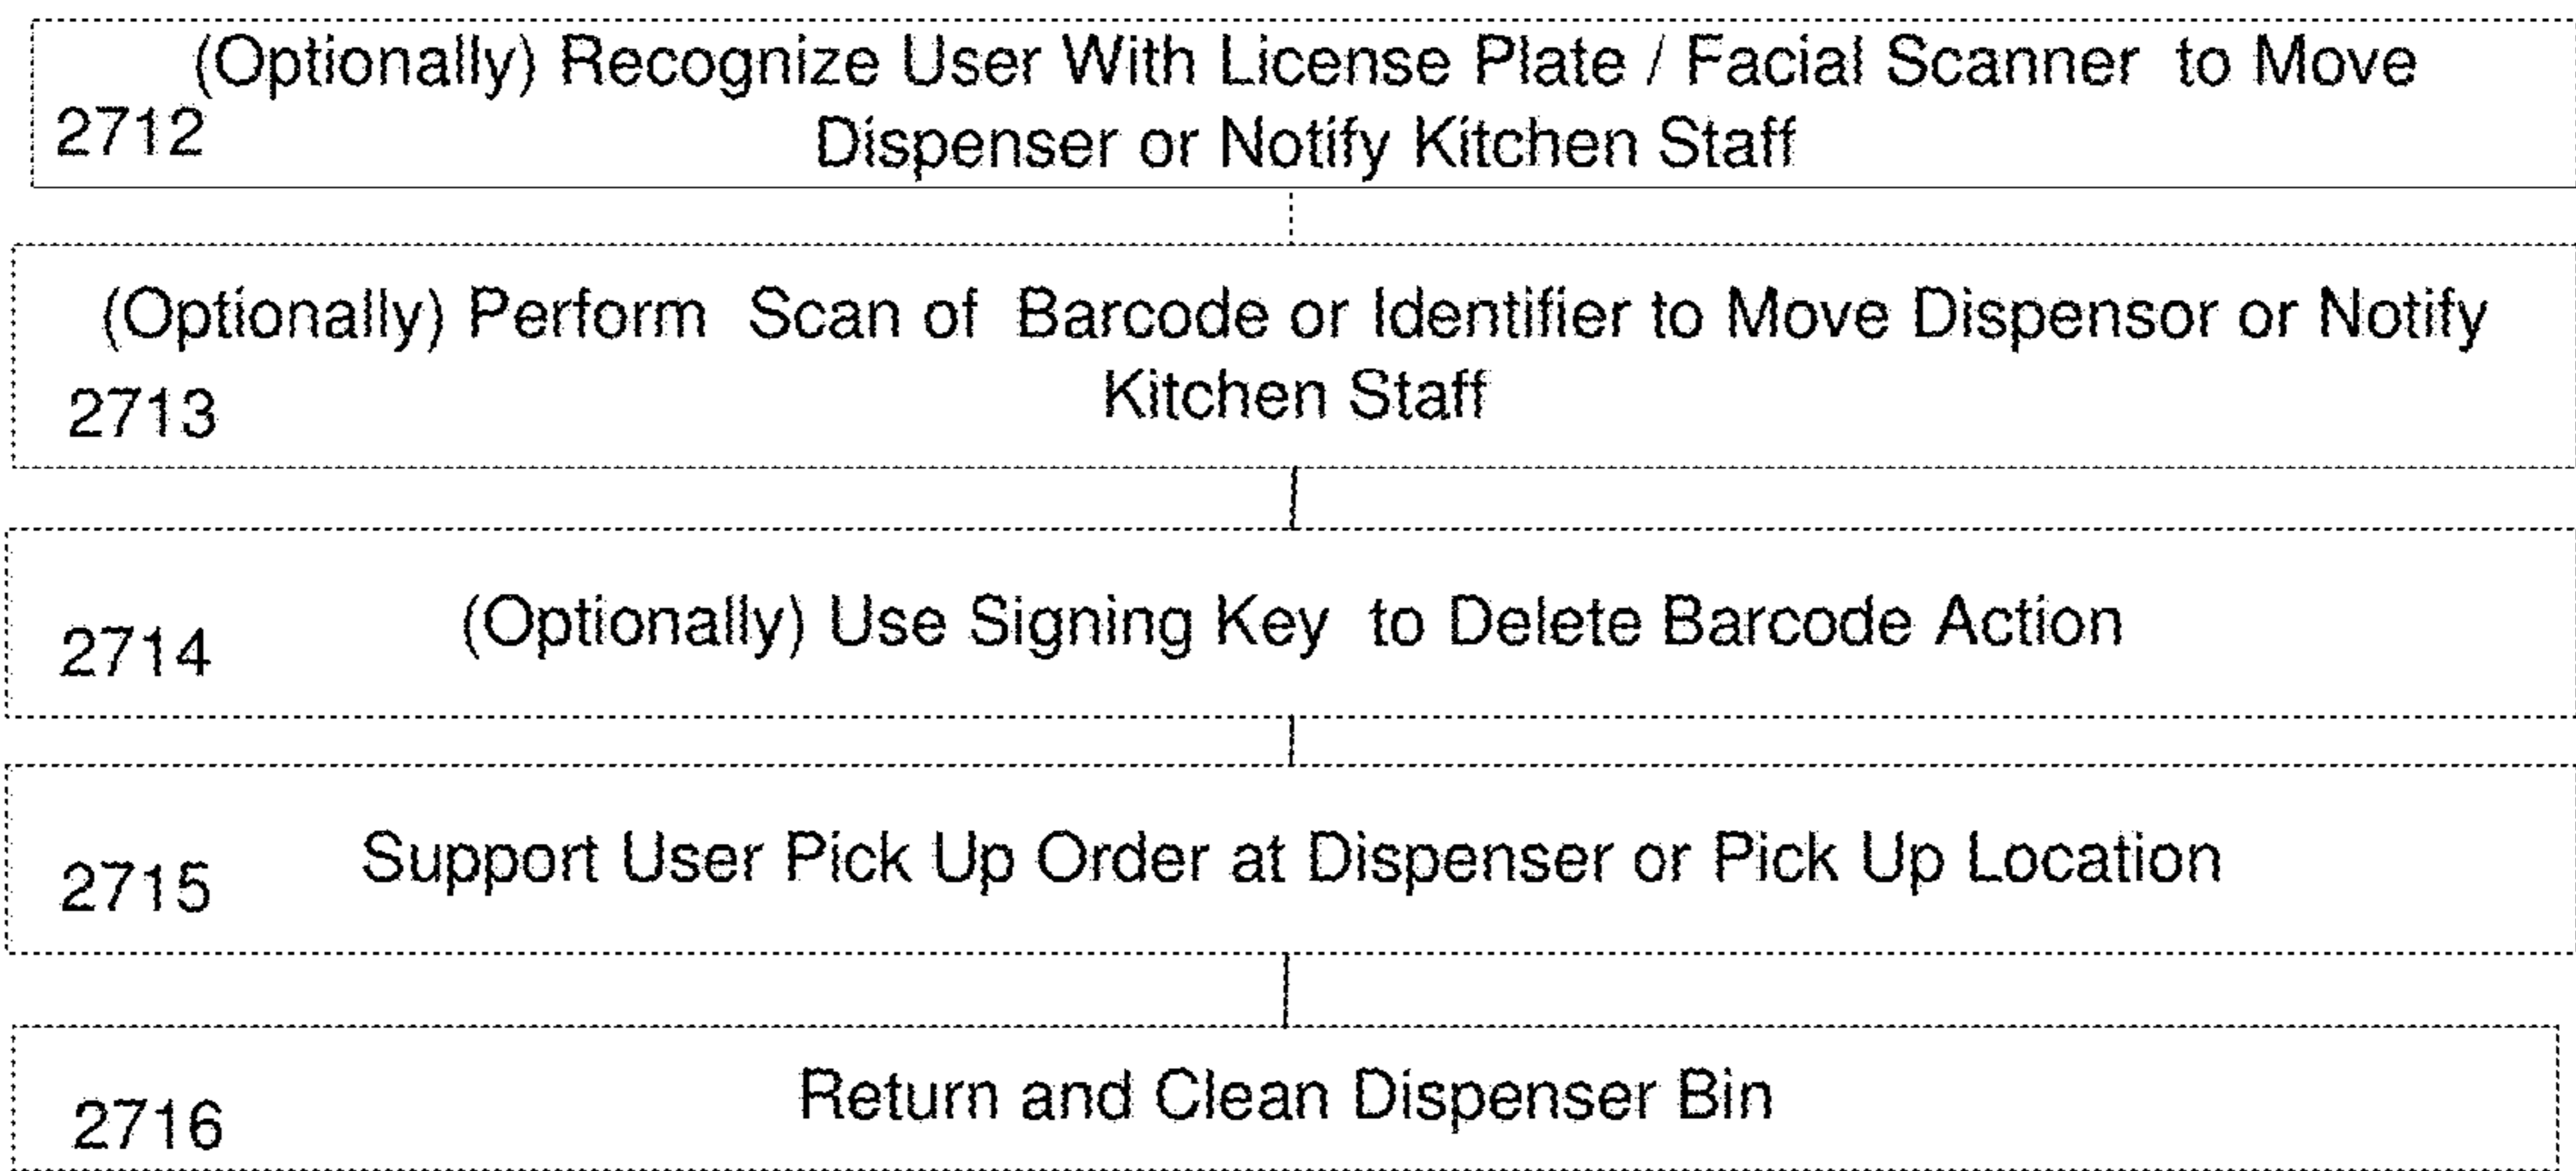 (Optionally) Recognize User With License Plate / Facial Scanner to Move
2712
Dispenser or Notify Kitchen Staff
(Optionally) Perform Scan of Barcode or Identifier to Move Dispensor or Notify
Kitchen Staff
2713
(Optionally) Use Signing Key to Delete Barcode Action
2714
Support User Pick Up Order at Dispenser or Pick Up Location
2715
Return and Clean Dispenser Bin
2716